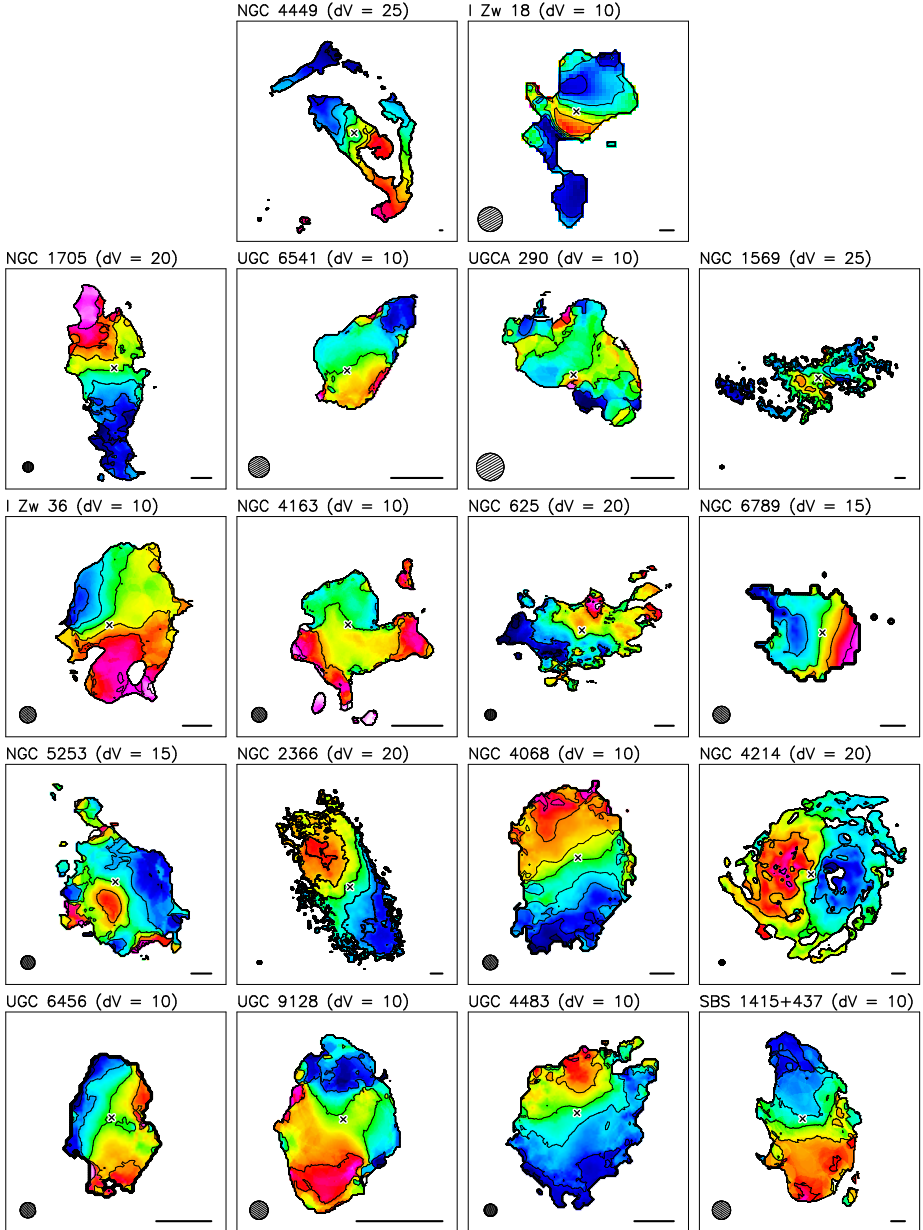 NGC 4449 (dV = 25)
I Zw 18 (dV = 10)
NGC 1705 (dV = 20)
UGC 6541 (dV = 10)
UGCA 290 (dV = 10)
NGC 1569 (dV = 25)
I Zw 36 (dV = 10)
NGC 4163 (dV = 10)
NGC 625 (dV = 20)
NGC 6789 (dV = 15)
NGC 5253 (dV = 15)
NGC 2366 (dV = 20)
NGC 4068 (dV = 10)
NGC 4214 (dV = 20)
UGC 6456 (dV = 10)
UGC 9128 (dV = 10)
UGC 4483 (dV = 10)
SBS 1415+437 (dV = 10)